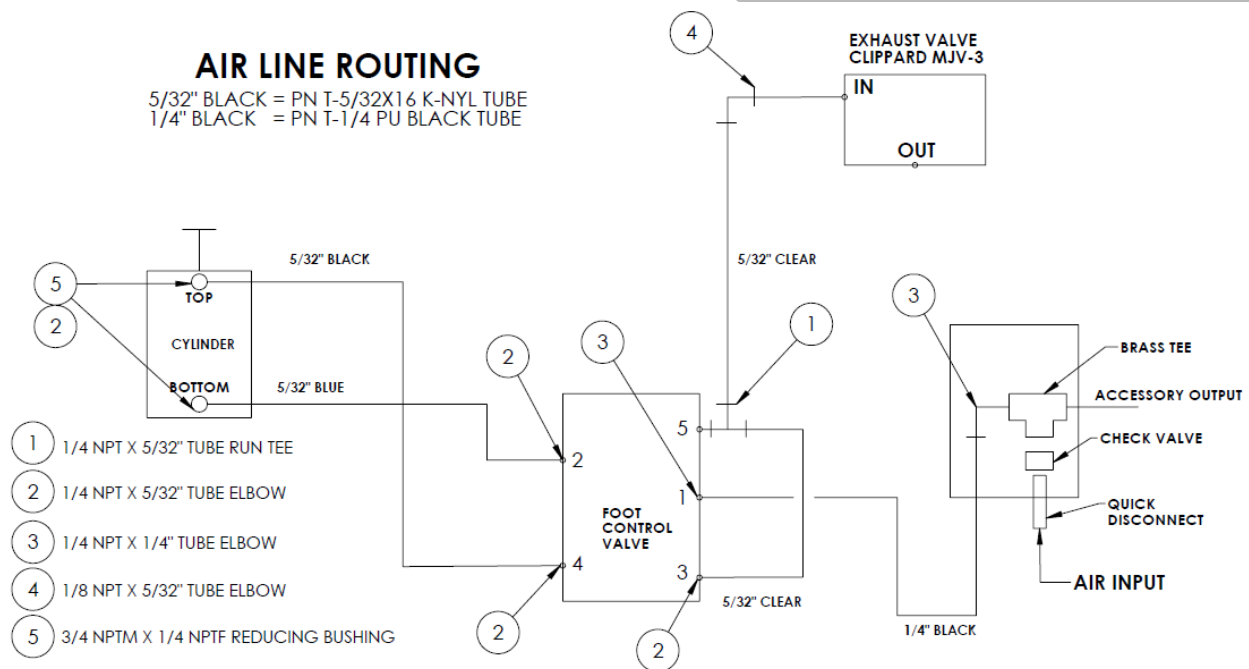 AIR LINE ROUTING
5/32" BLACK = PN T-5/32X16 K-NYL TUBE
1/4" BLACK = PN T-1/4 PU BLACK TUBE
4
EXHAUST VALVE
CLIPPARD MJV-3
IN
OUT
5/32" BLACK
5/32" CLEAR
5
2
TOP
CYLINDER
BOTTOM
5/32" BLUE
2
3
1
3
BRASS TEE
ACCESSORY OUTPUT
CHECK VALVE
QUICK
DISCONNECT
AIR INPUT
5
2
1
FOOT
CONTROL
VALVE
4
3
5/32" CLEAR
1/4" BLACK
2
2
1 1/4 NPT X 5/32" TUBE RUN TEE
2 1/4 NPT X 5/32" TUBE ELBOW
3 1/4 NPT X 1/4" TUBE ELBOW
4 1/8 NPT X 5/32" TUBE ELBOW
5 3/4 NPTM X 1/4 NPTF REDUCING BUSHING